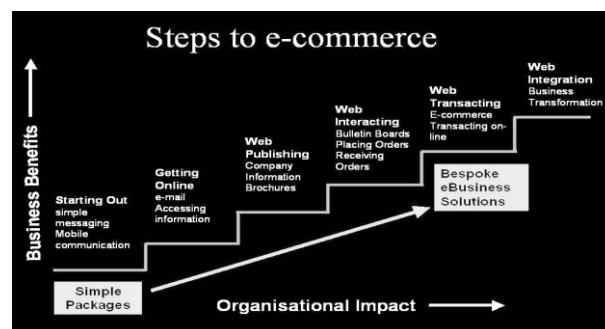 Steps to e-commerce
Business Benefits
Starting Out
simple
messaging
Mobile
communication
Getting
Online
e-mail
Accessing
information
Web
Publishing
Company
Information
Brochures
Web
Interacting
Bulletin Boards
Placing Orders
Receiving
Orders
Web
Transacting
E-commerce
Transacting on-
line
Web
Integration
Business
Transformation
Simple
Packages
Bespoke
eBusiness
Solutions
Organisational Impact